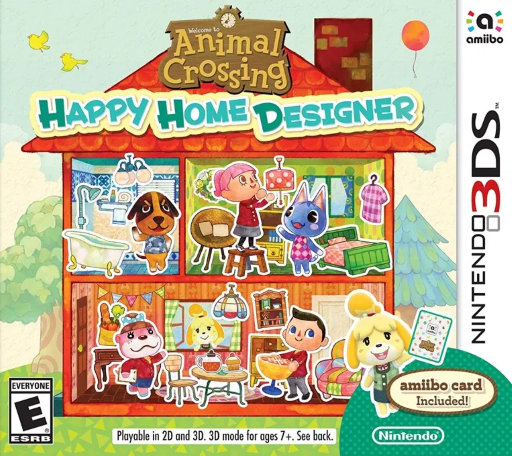 Welcome to
Animal
Crossing
HAPPY HOME DESIGNER
amiibo
NINTENDO 3DS
TM
amiibo card
Included!
EVERYONE
E
ESRB
Playable in 2D and 3D. 3D mode for ages 7+. See back.
Nintendo